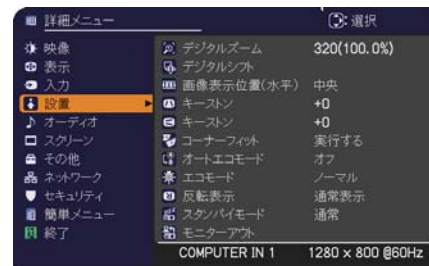 詳細メニュー
:選択
映像
表示
入力
設置
オーディオ
スクリーン
その他
ネットワーク
セキュリティ
簡単メニュー
終了
デジタルズーム 320(100.0%)
デジタルシフト
画像表示位置(水平) 中央
キーストン +0
キーストン +0
コーナーフィット 実行する
オートエコモード オフ
エコモード ノーマル
反転表示 通常表示
スタンバイモード 通常
モニターアウト
COMPUTER IN 1 1280 x 800 @60Hz